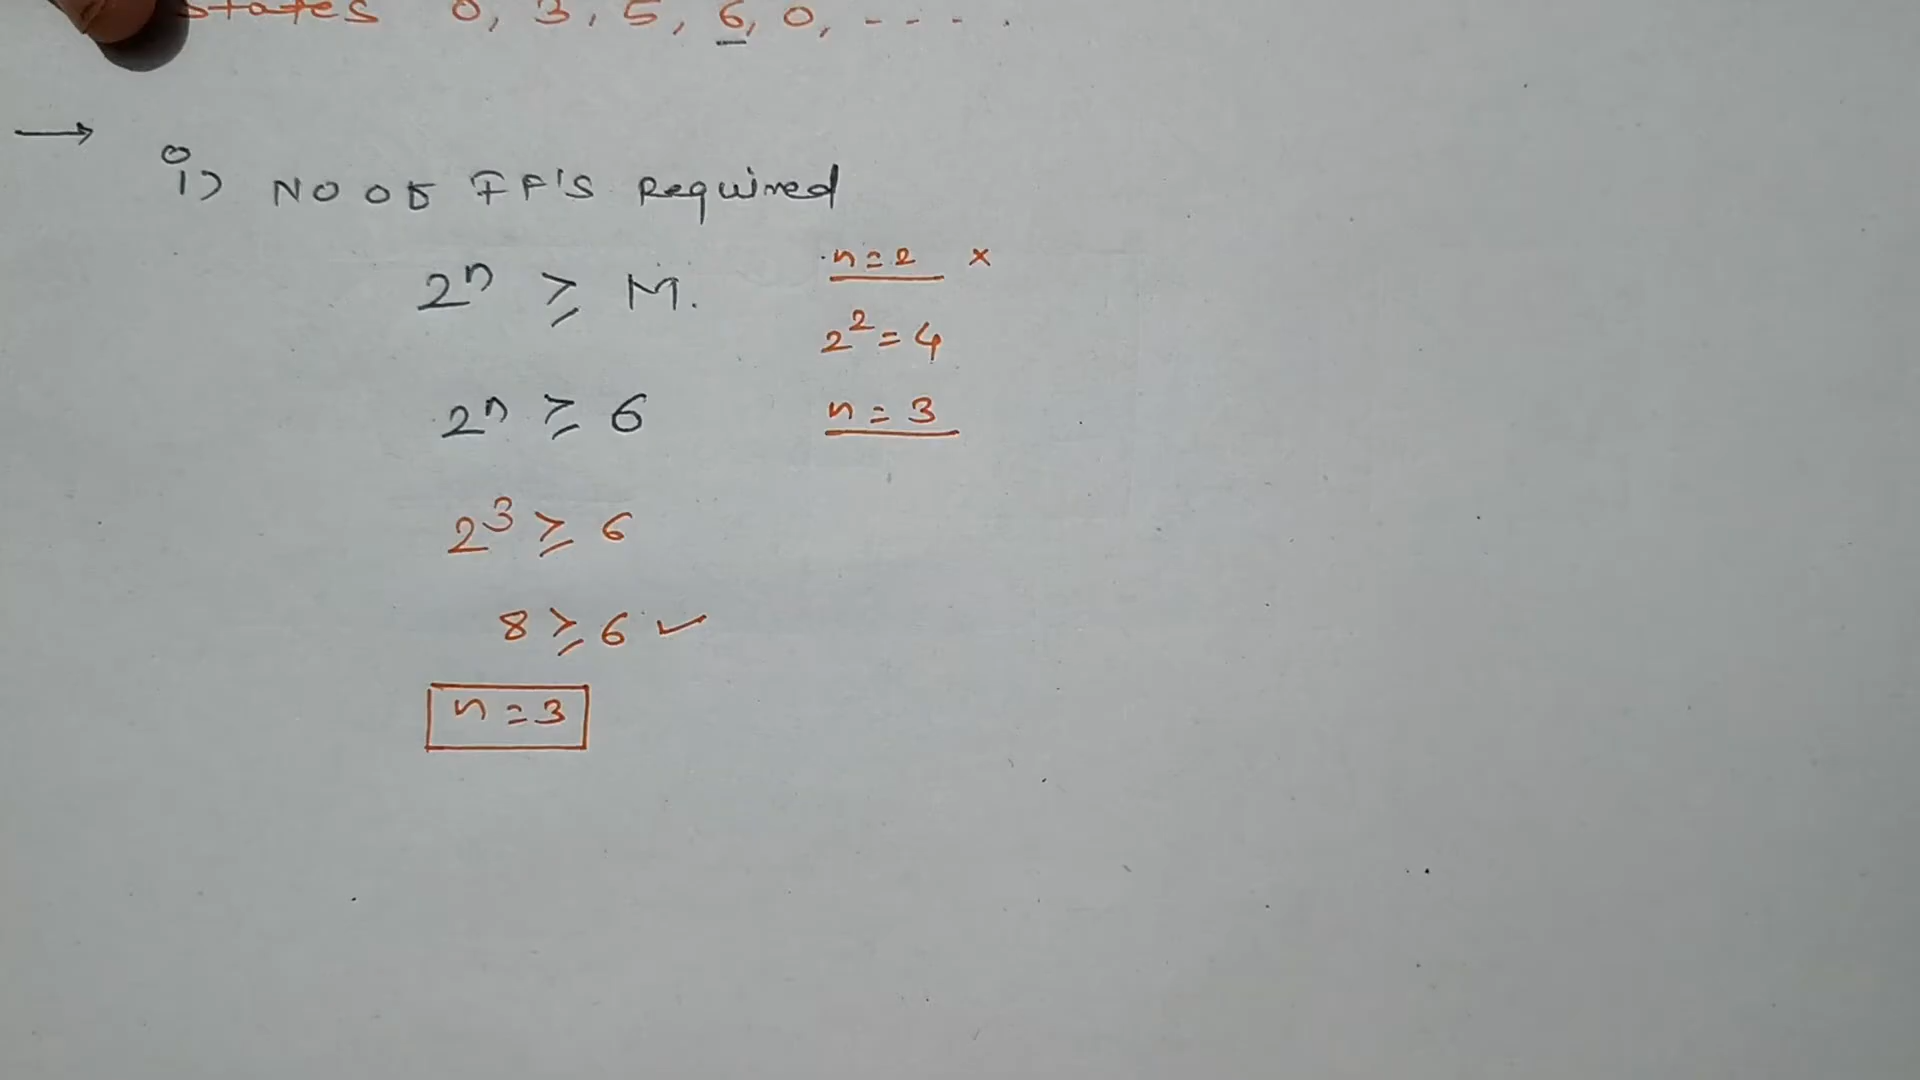 states 0, 3, 5, 6, 0, - - - .
→ i) NO OF FF'S Required
2ⁿ ≥ M.
n = 2 ×
2² = 4
2ⁿ ≥ 6
n = 3
2³ ≥ 6
8 ≥ 6 ✓
n = 3